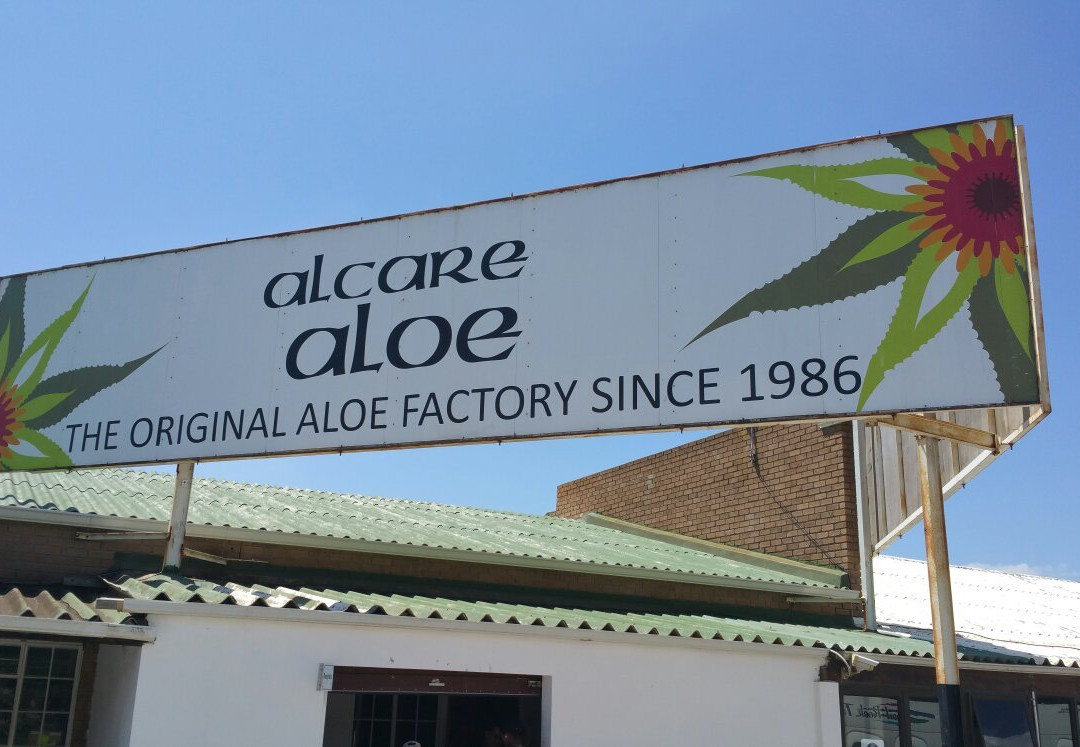 alcare
aloe
THE ORIGINAL ALOE FACTORY SINCE 1986